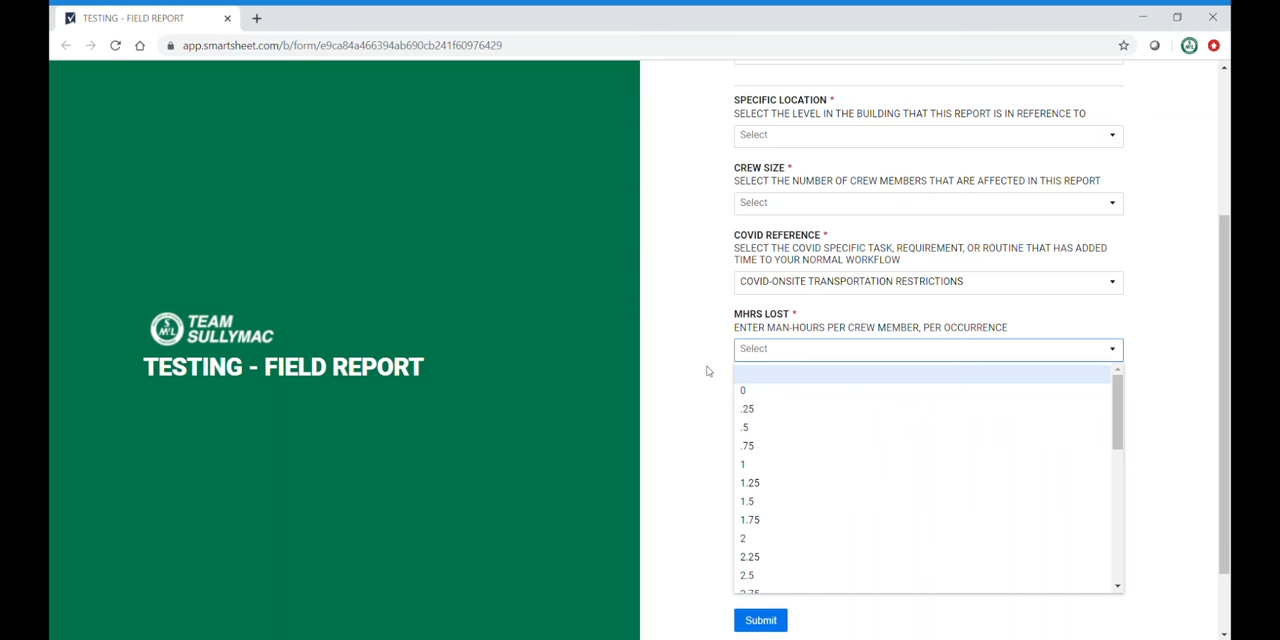 TESTING - FIELD REPORT
app.smartsheet.com/b/form/e9ca84a466394ab690cb241f60976429
SPECIFIC LOCATION *
SELECT THE LEVEL IN THE BUILDING THAT THIS REPORT IS IN REFERENCE TO
Select
CREW SIZE *
SELECT THE NUMBER OF CREW MEMBERS THAT ARE AFFECTED IN THIS REPORT
Select
COVID REFERENCE *
SELECT THE COVID SPECIFIC TASK, REQUIREMENT, OR ROUTINE THAT HAS ADDED
TIME TO YOUR NORMAL WORKFLOW
COVID-ONSITE TRANSPORTATION RESTRICTIONS
MHRS LOST *
ENTER MAN-HOURS PER CREW MEMBER, PER OCCURRENCE
Select
0
.25
.5
.75
1
1.25
1.5
1.75
2
2.25
2.5
2.75
Submit
TEAM
SULLYMAC
TESTING - FIELD REPORT